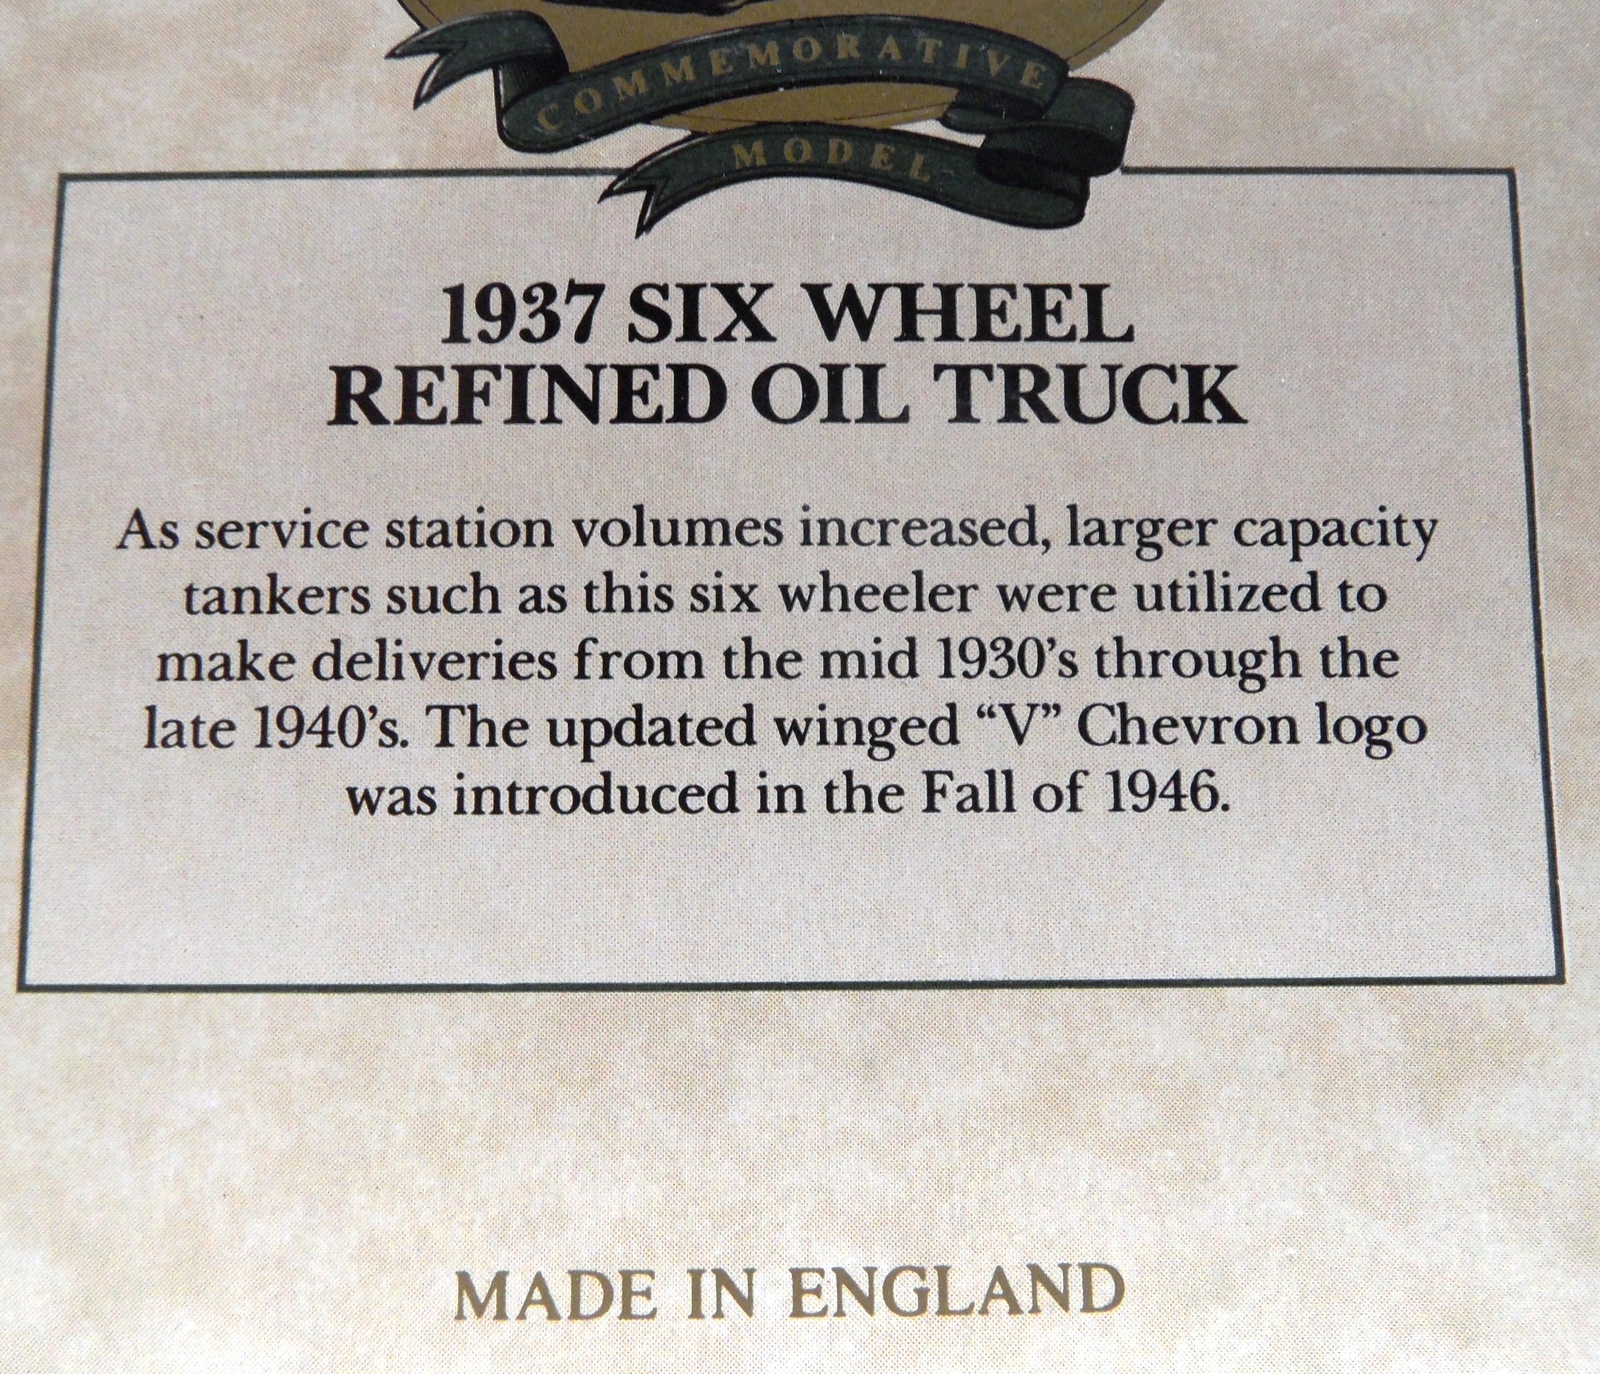 COMMEMORATIVE
MODEL
1937 SIX WHEEL
REFINED OIL TRUCK
As service station volumes increased, larger capacity
tankers such as this six wheeler were utilized to
make deliveries from the mid 1930’s through the
late 1940’s. The updated winged “V” Chevron logo
was introduced in the Fall of 1946.
MADE IN ENGLAND